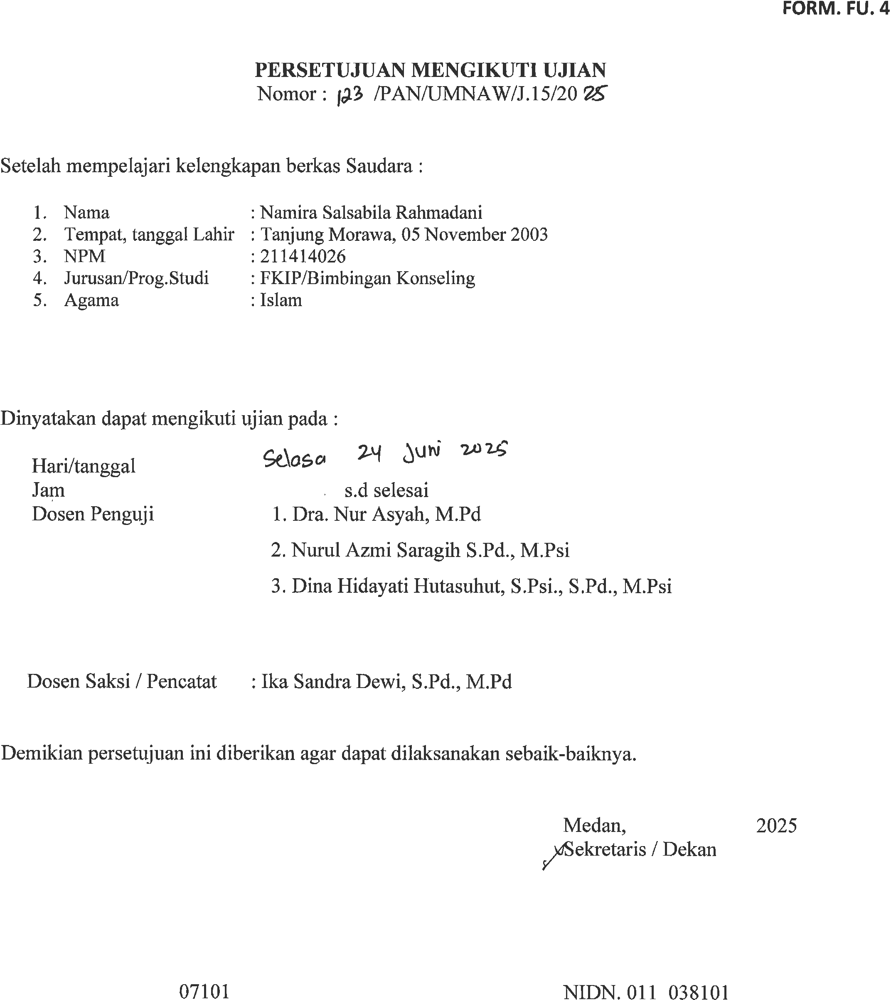 FORM. FU. 4
PERSETUJUAN MENGIKUTI UJIAN
Nomor : 123 /PAN/UMNAW/J.15/20 25
Setelah mempelajari kelengkapan berkas Saudara :
1. Nama : Namira Salsabila Rahmadani
2. Tempat, tanggal Lahir : Tanjung Morawa, 05 November 2003
3. NPM : 211414026
4. Jurusan/Prog.Studi : FKIP/Bimbingan Konseling
5. Agama : Islam
Dinyatakan dapat mengikuti ujian pada :
Hari/tanggal Selasa 24 Juni 2025
Jam s.d selesai
Dosen Penguji 1. Dra. Nur Asyah, M.Pd
2. Nurul Azmi Saragih S.Pd., M.Psi
3. Dina Hidayati Hutasuhut, S.Psi., S.Pd., M.Psi
Dosen Saksi / Pencatat : Ika Sandra Dewi, S.Pd., M.Pd
Demikian persetujuan ini diberikan agar dapat dilaksanakan sebaik-baiknya.
Medan, 2025
Sekretaris / Dekan
07101 NIDN. 011 038101